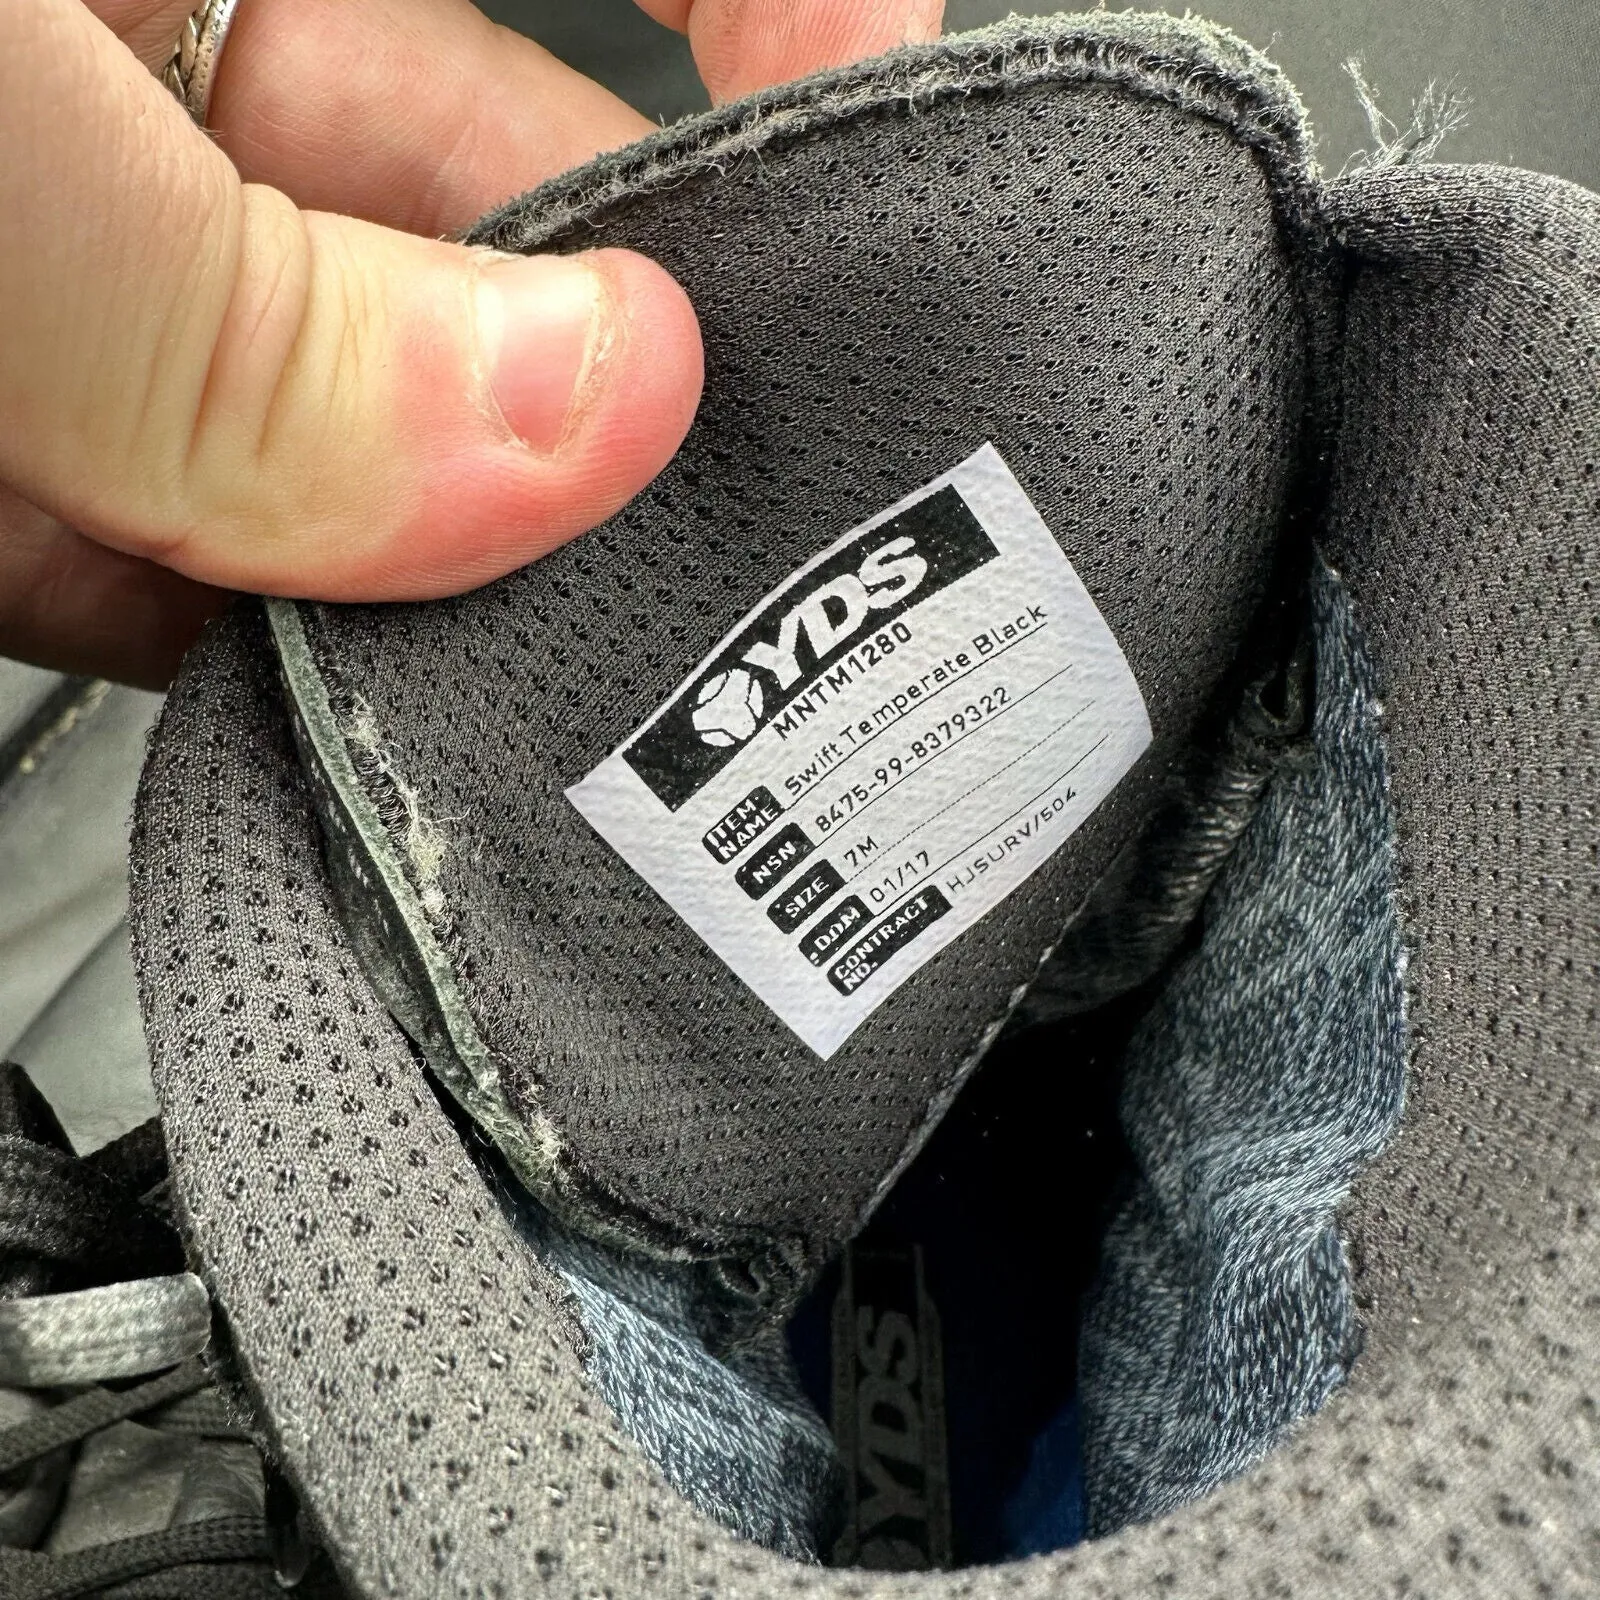 YDS
MNTM1280
ITEM NAME Swift Temperate Black
NSN 8475-99-8379322
SIZE 7M
D.O.M 01/17
CONTRACT NO. HJSURV/504
YDS